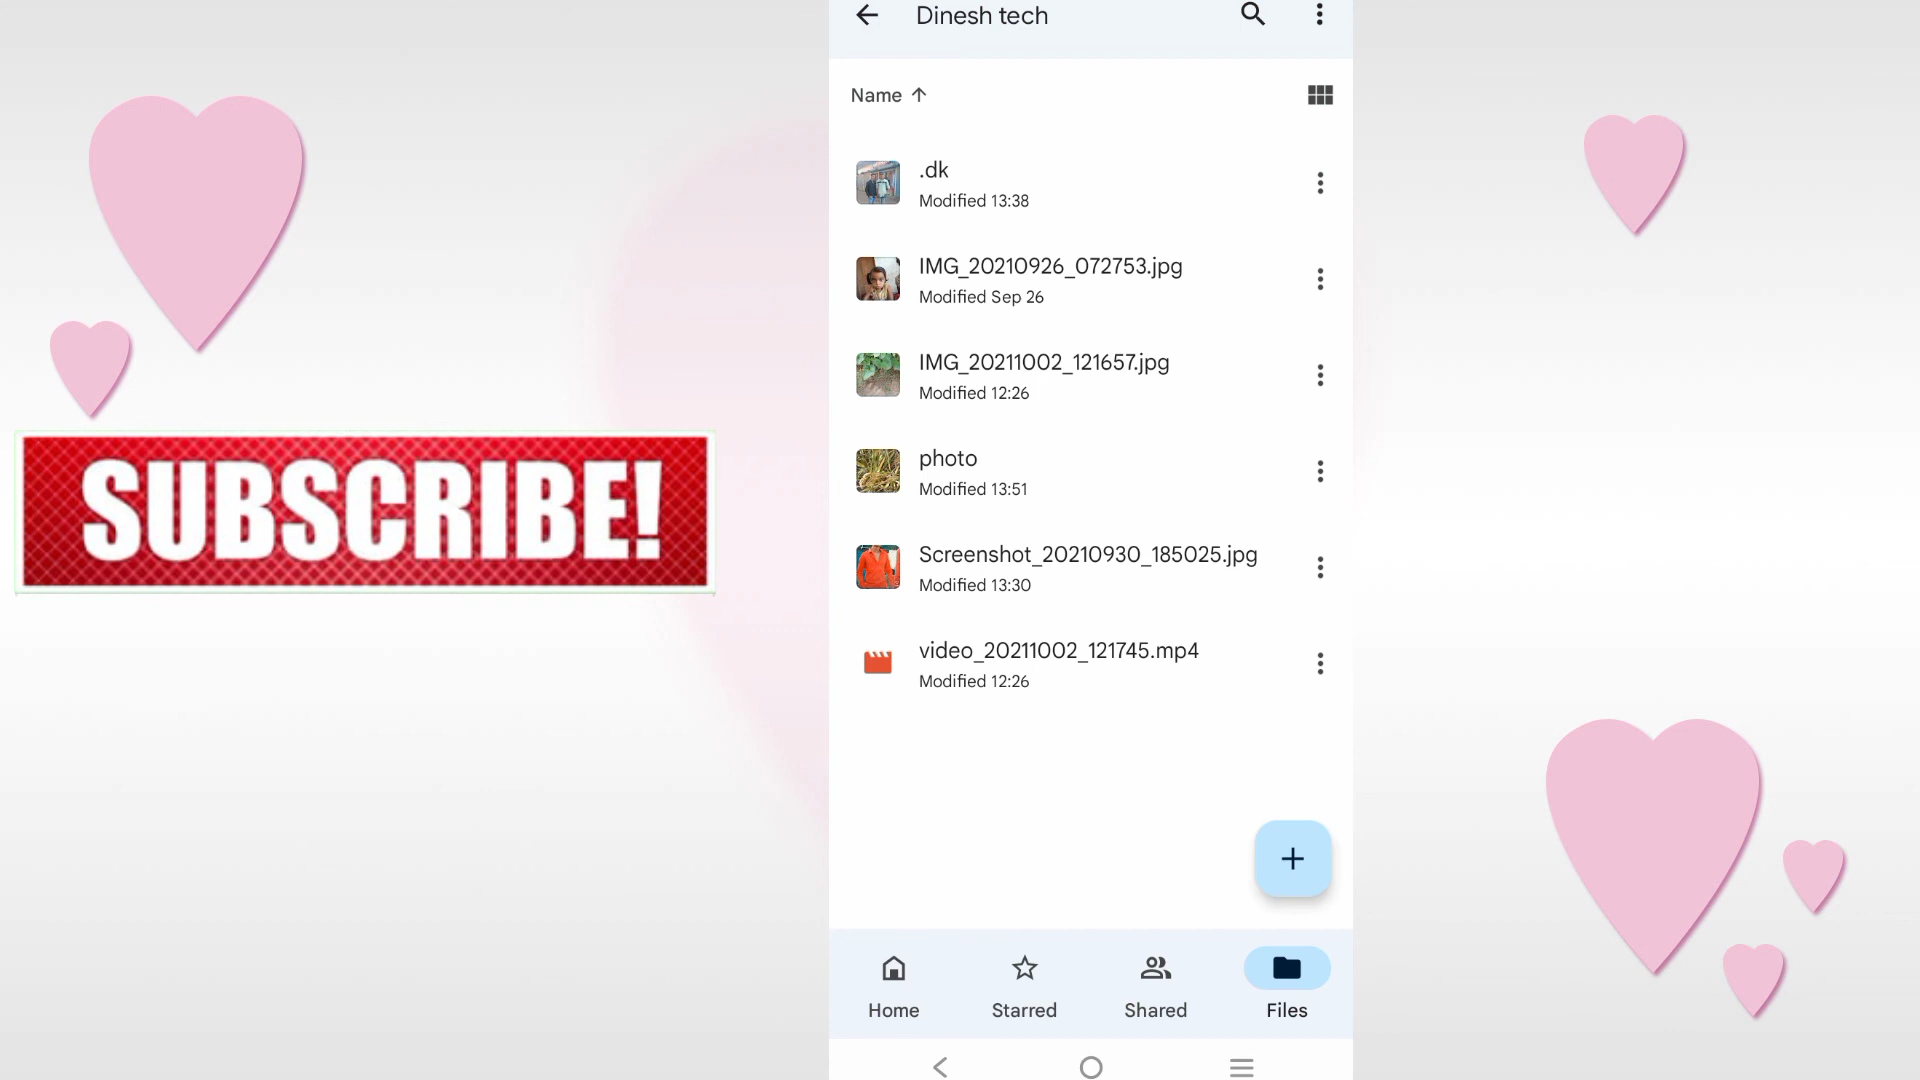 Dinesh tech
Name
.dk
Modified 13:38
IMG_20210926_072753.jpg
Modified Sep 26
IMG_20211002_121657.jpg
Modified 12:26
photo
Modified 13:51
SUBSCRIBE!
Screenshot_20210930_185025.jpg
Modified 13:30
video_20211002_121745.mp4
Modified 12:26
Home
Starred
Shared
Files